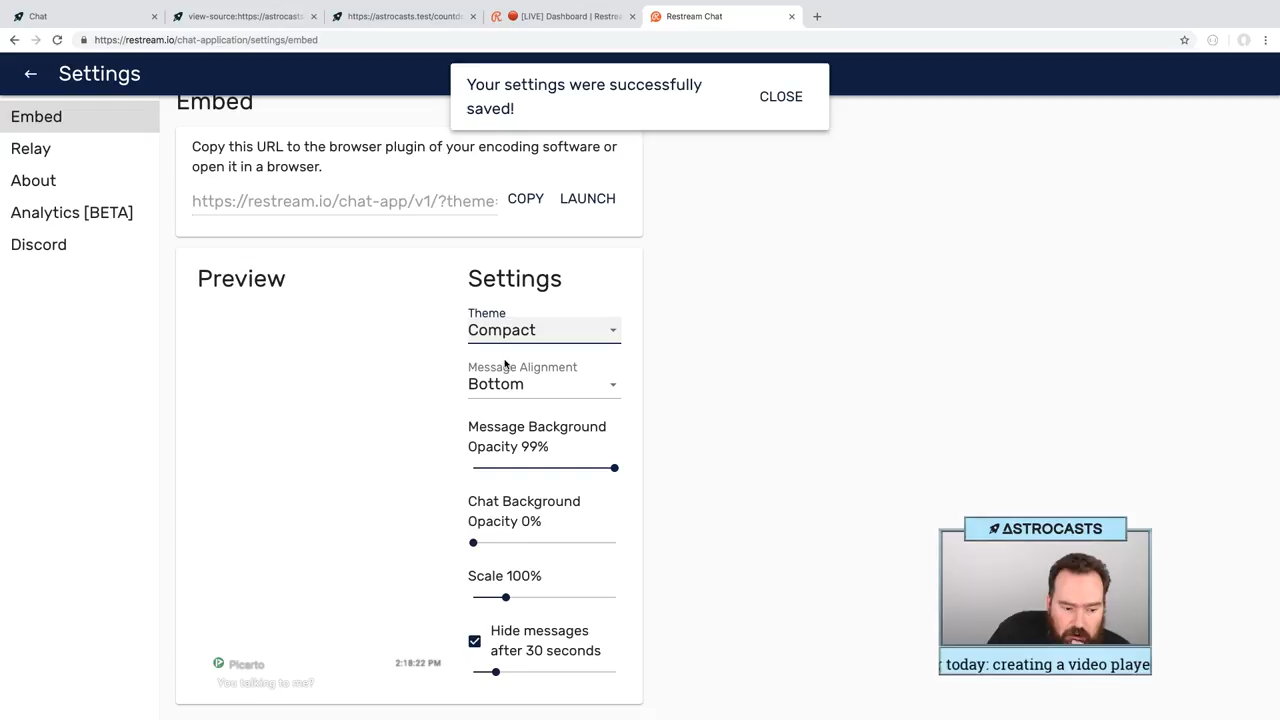 Chat
view-source:https://astrocasts
https://astrocasts.test/countd
[LIVE] Dashboard | Restrea
Restream Chat
https://restream.io/chat-application/settings/embed
Settings
Your settings were successfully
saved!
CLOSE
Embed
Relay
About
Analytics [BETA]
Discord
Embed
Copy this URL to the browser plugin of your encoding software or
open it in a browser.
https://restream.io/chat-app/v1/?theme=
COPY
LAUNCH
Preview
Picarto
2:18:22 PM
You talking to me?
Settings
Theme
Compact
Message Alignment
Bottom
Message Background
Opacity 99%
Chat Background
Opacity 0%
Scale 100%
Hide messages
after 30 seconds
ASTROCASTS
today: creating a video playe